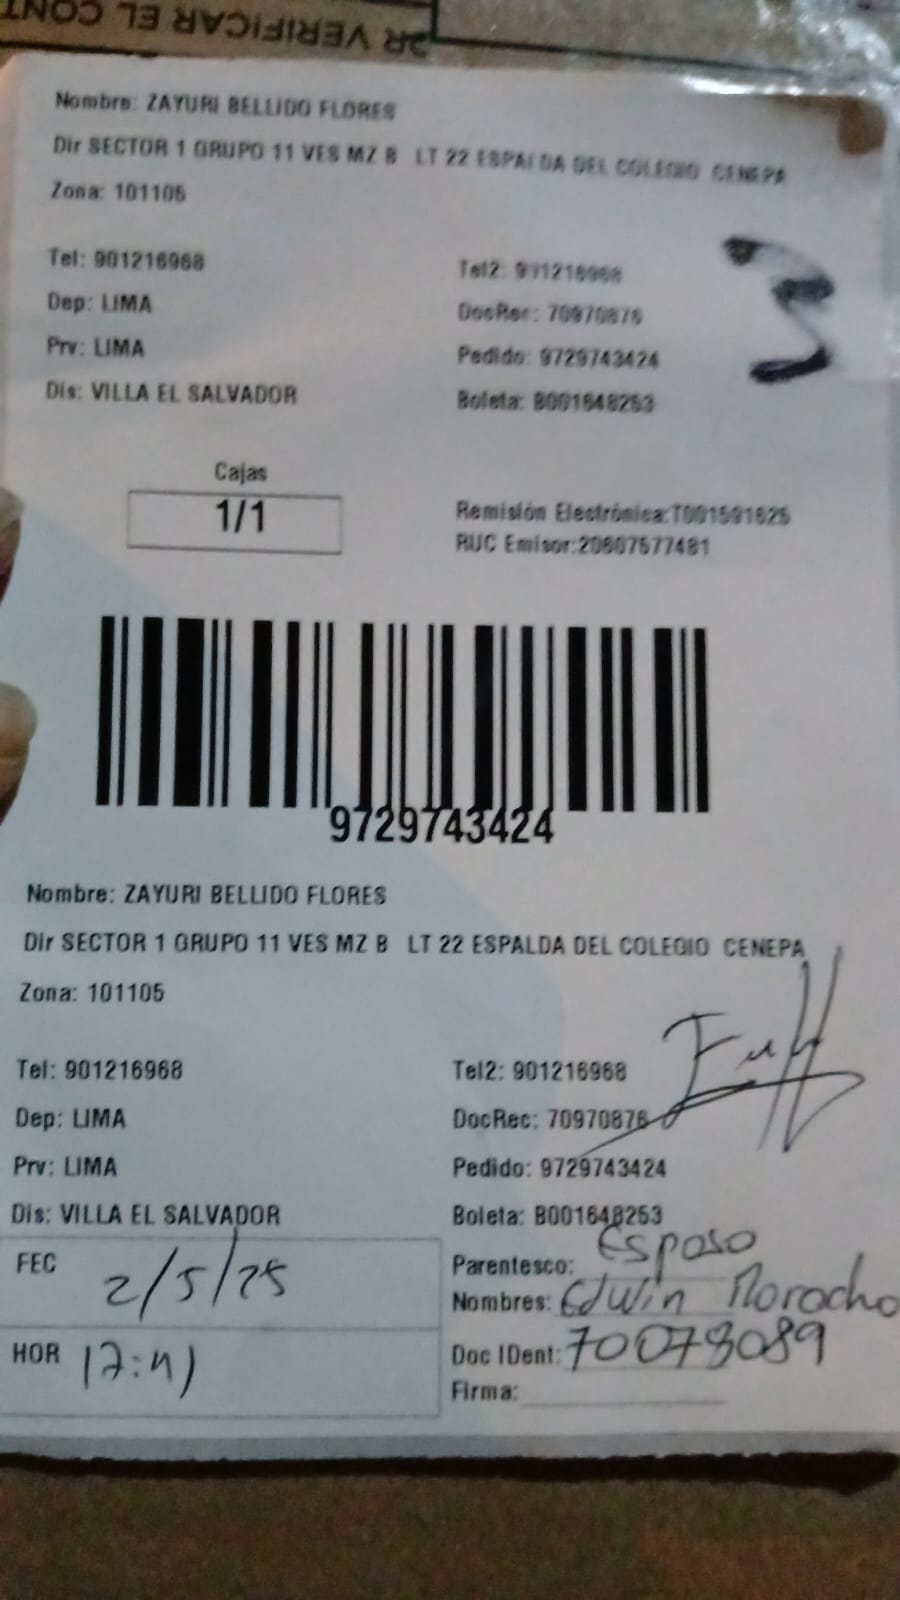 OR VERIFICAR EL CONT
Nombre: ZAYURI BELLIDO FLORES
Dir SECTOR 1 GRUPO 11 VES MZ B LT 22 ESPALDA DEL COLEGIO CENEPA
Zona: 101105
Tel: 901216968 Tel2: 901216968
Dep: LIMA DocRec: 70970876
Prv: LIMA Pedido: 9729743424
Dis: VILLA EL SALVADOR Boleta: B001648253
3
Cajas
1/1
Remisión Electrónica:T001591625
RUC Emisor:20607577481
9729743424
Nombre: ZAYURI BELLIDO FLORES
Dir SECTOR 1 GRUPO 11 VES MZ B LT 22 ESPALDA DEL COLEGIO CENEPA
Zona: 101105
Tel: 901216968 Tel2: 901216968
Dep: LIMA DocRec: 70970876
Prv: LIMA Pedido: 9729743424
Dis: VILLA EL SALVADOR Boleta: B001648253
FEC 2/5/25 Parentesco: Esposo
Nombres: Edwin Morocho
HOR 17:41 Doc IDent: 70078089
Firma: